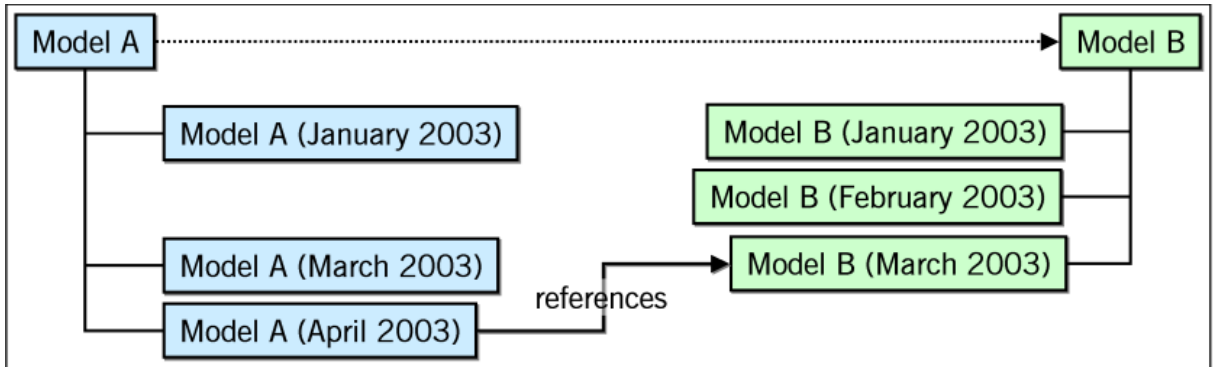 Model A
Model B
Model A (January 2003)
Model B (January 2003)
Model B (February 2003)
Model A (March 2003)
Model B (March 2003)
references
Model A (April 2003)